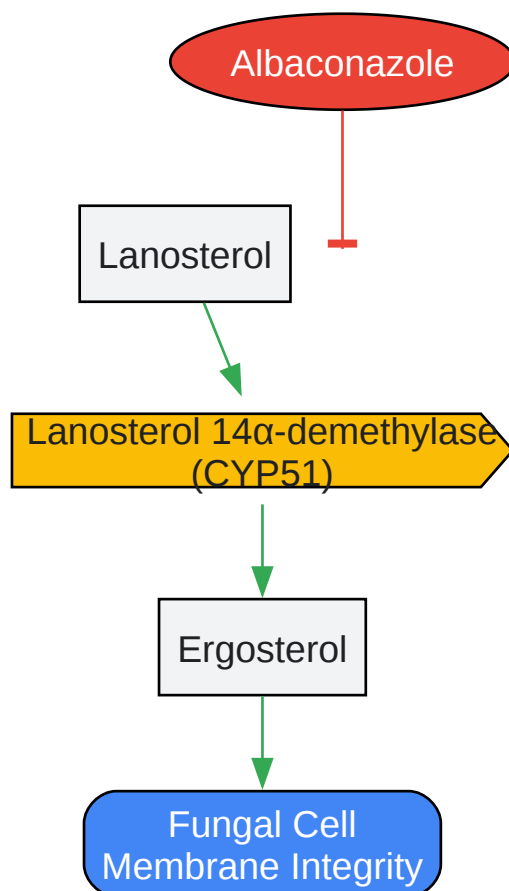 Albaconazole
Lanosterol
Lanosterol 14α-demethylase
(CYP51)
Ergosterol
Fungal Cell
Membrane Integrity